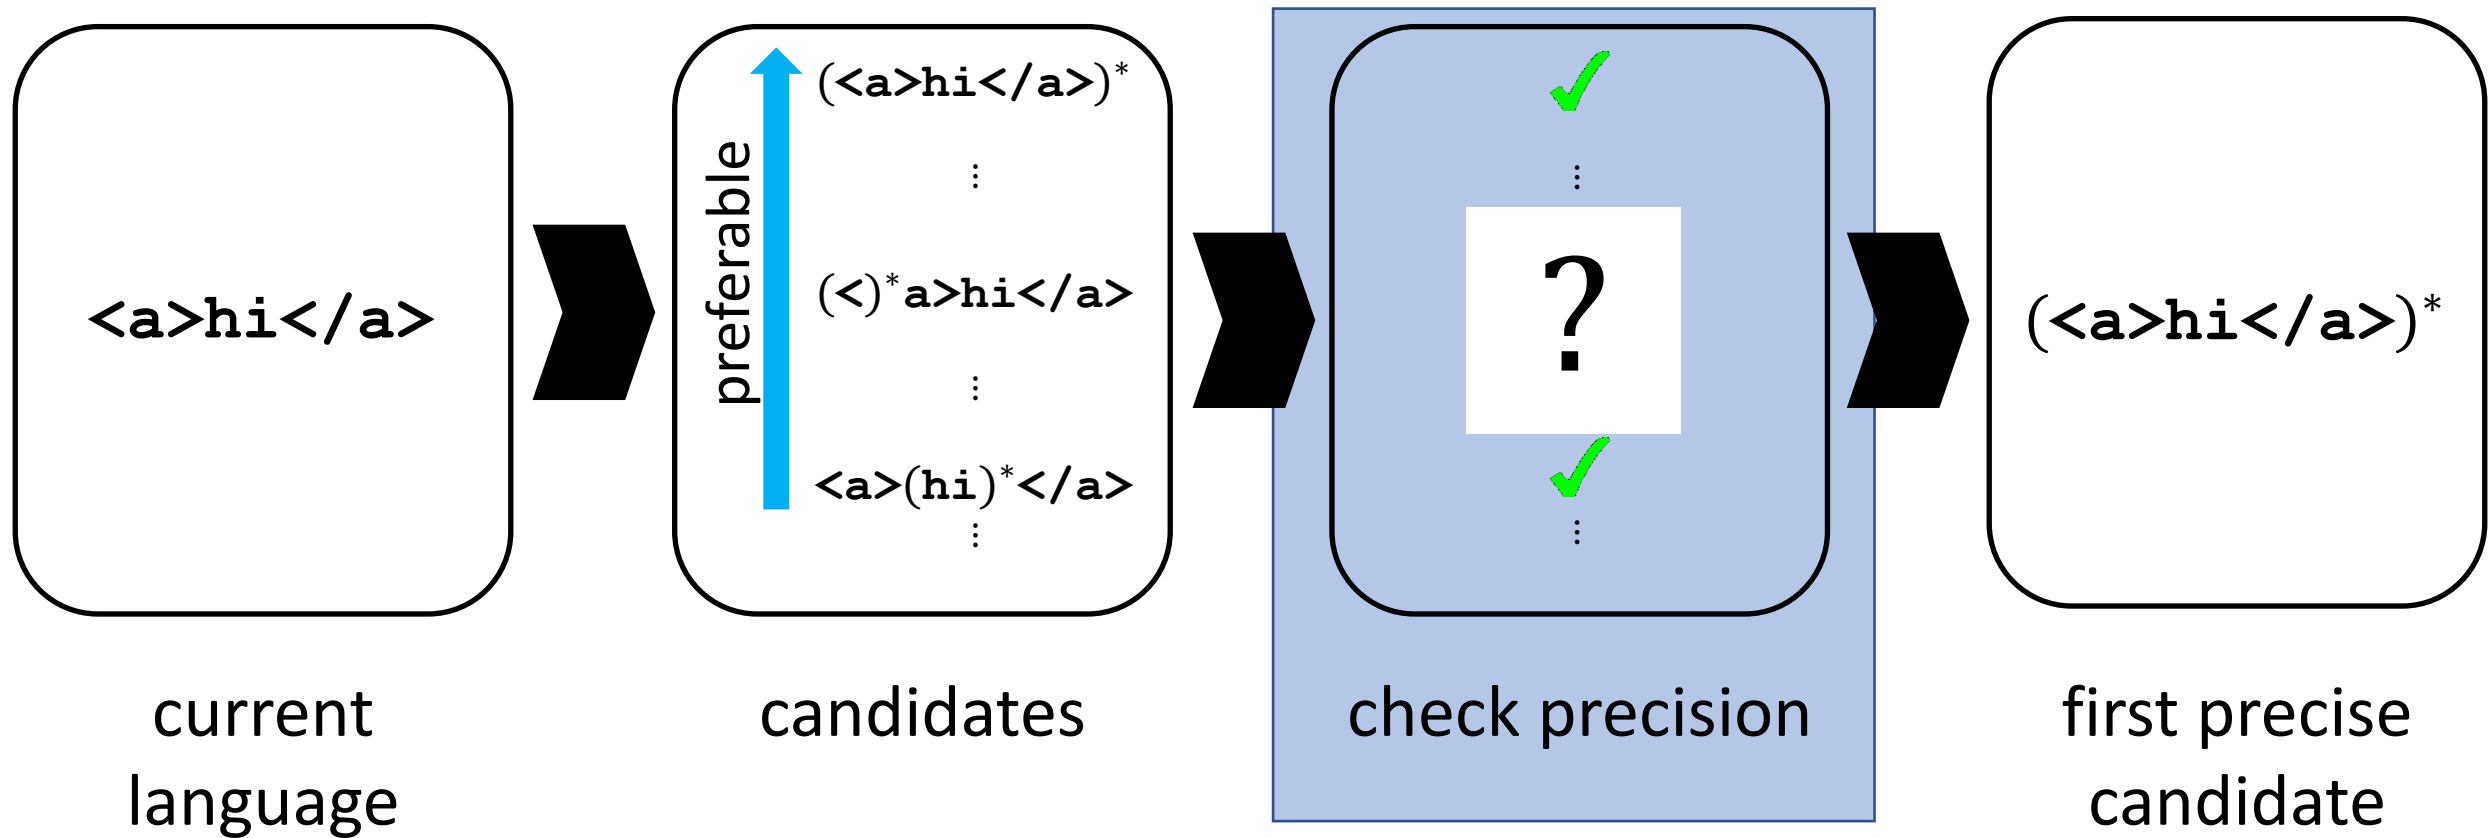 <a>hi</a>
current
language
preferable
(<a>hi</a>)*
⋮
(<)*a>hi</a>
⋮
<a>(hi)*</a>
⋮
candidates
✓
⋮
?
✓
⋮
check precision
(<a>hi</a>)*
first precise
candidate